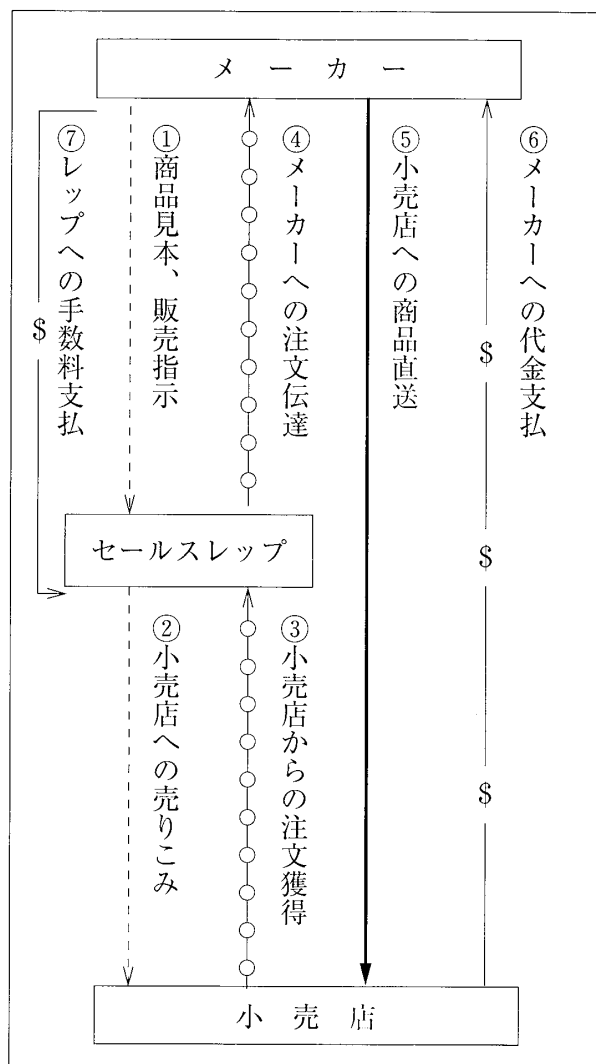 メーカー
⑦レップへの手数料支払
①商品見本、販売指示
④メーカーへの注文伝達
⑤小売店への商品直送
⑥メーカーへの代金支払
$
$
$
$
セールスレップ
②小売店への売りこみ
③小売店からの注文獲得
小売店